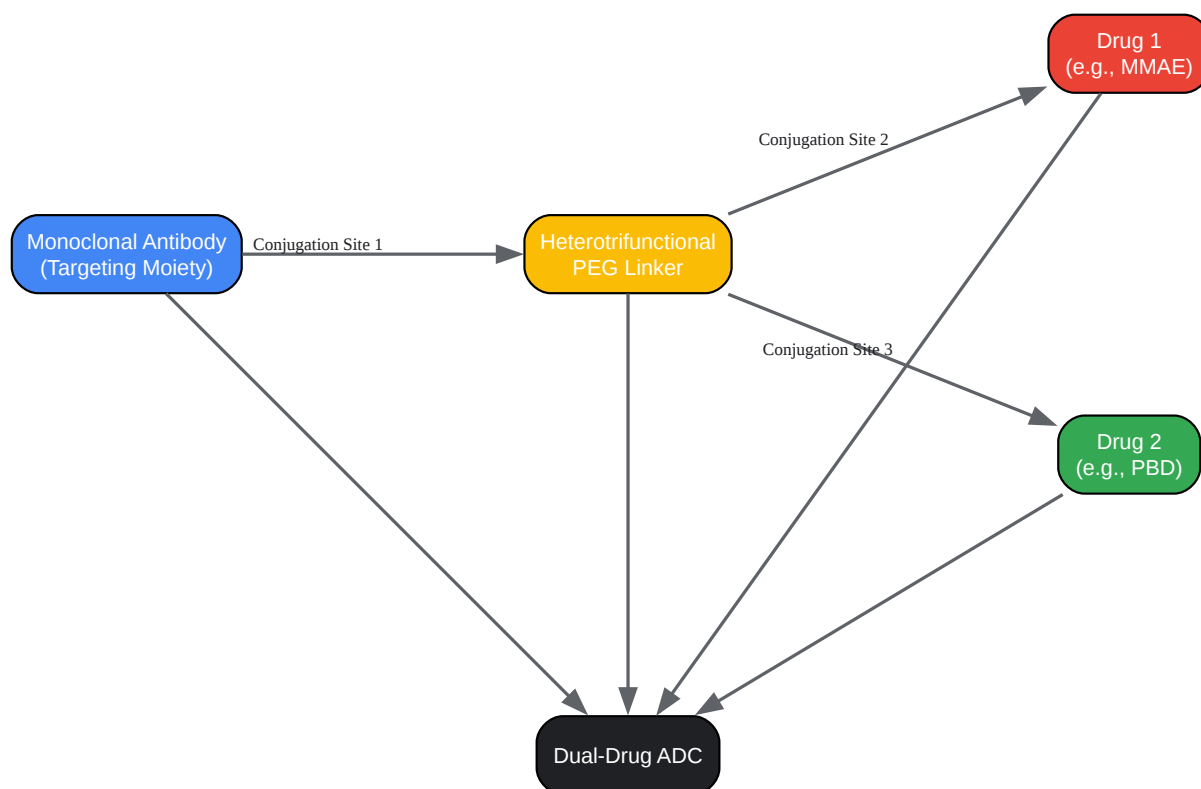 Drug 1
(e.g., MMAE)
Conjugation Site 2
Monoclonal Antibody
(Targeting Moiety)
Conjugation Site 1
Heterotrifunctional
PEG Linker
Conjugation Site 3
Drug 2
(e.g., PBD)
Dual-Drug ADC